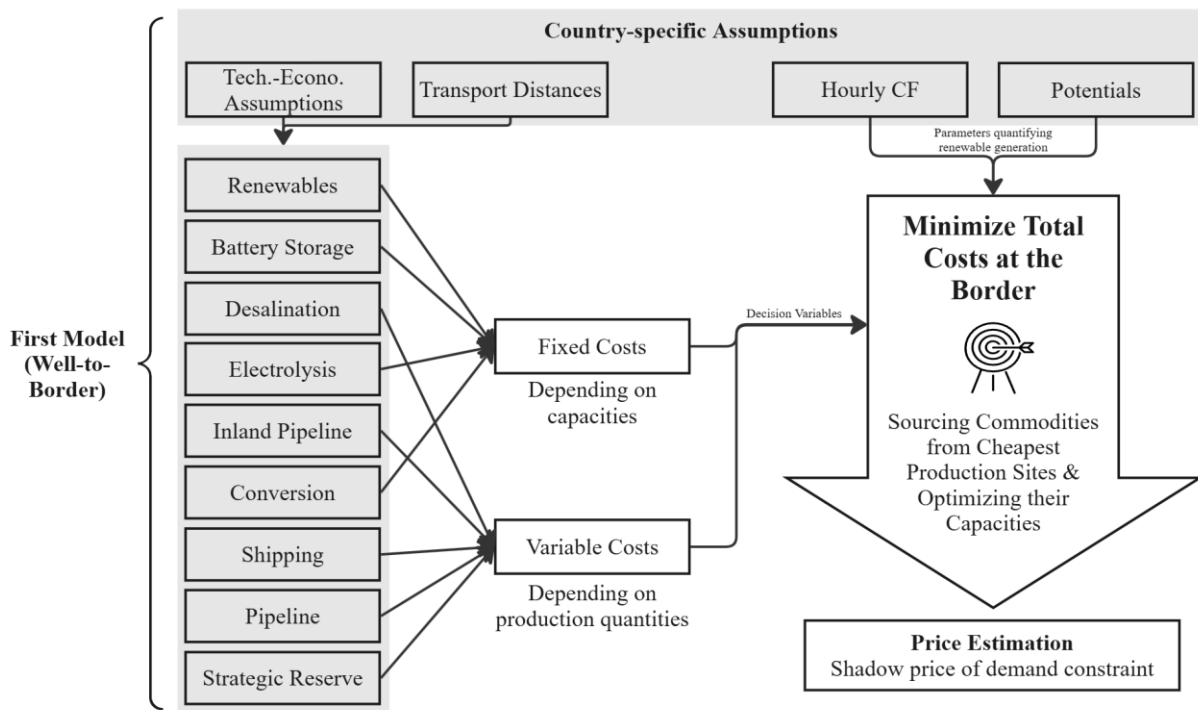 Country-specific Assumptions
Tech.-Econo.
Assumptions
Transport Distances
Hourly CF
Potentials
Parameters quantifying
renewable generation
First Model
(Well-to-
Border)
Renewables
Battery Storage
Desalination
Electrolysis
Inland Pipeline
Conversion
Shipping
Pipeline
Strategic Reserve
Fixed Costs
Depending on
capacities
Variable Costs
Depending on
production quantities
Decision Variables
Minimize Total
Costs at the
Border
Sourcing Commodities
from Cheapest
Production Sites &
Optimizing their
Capacities
Price Estimation
Shadow price of demand constraint